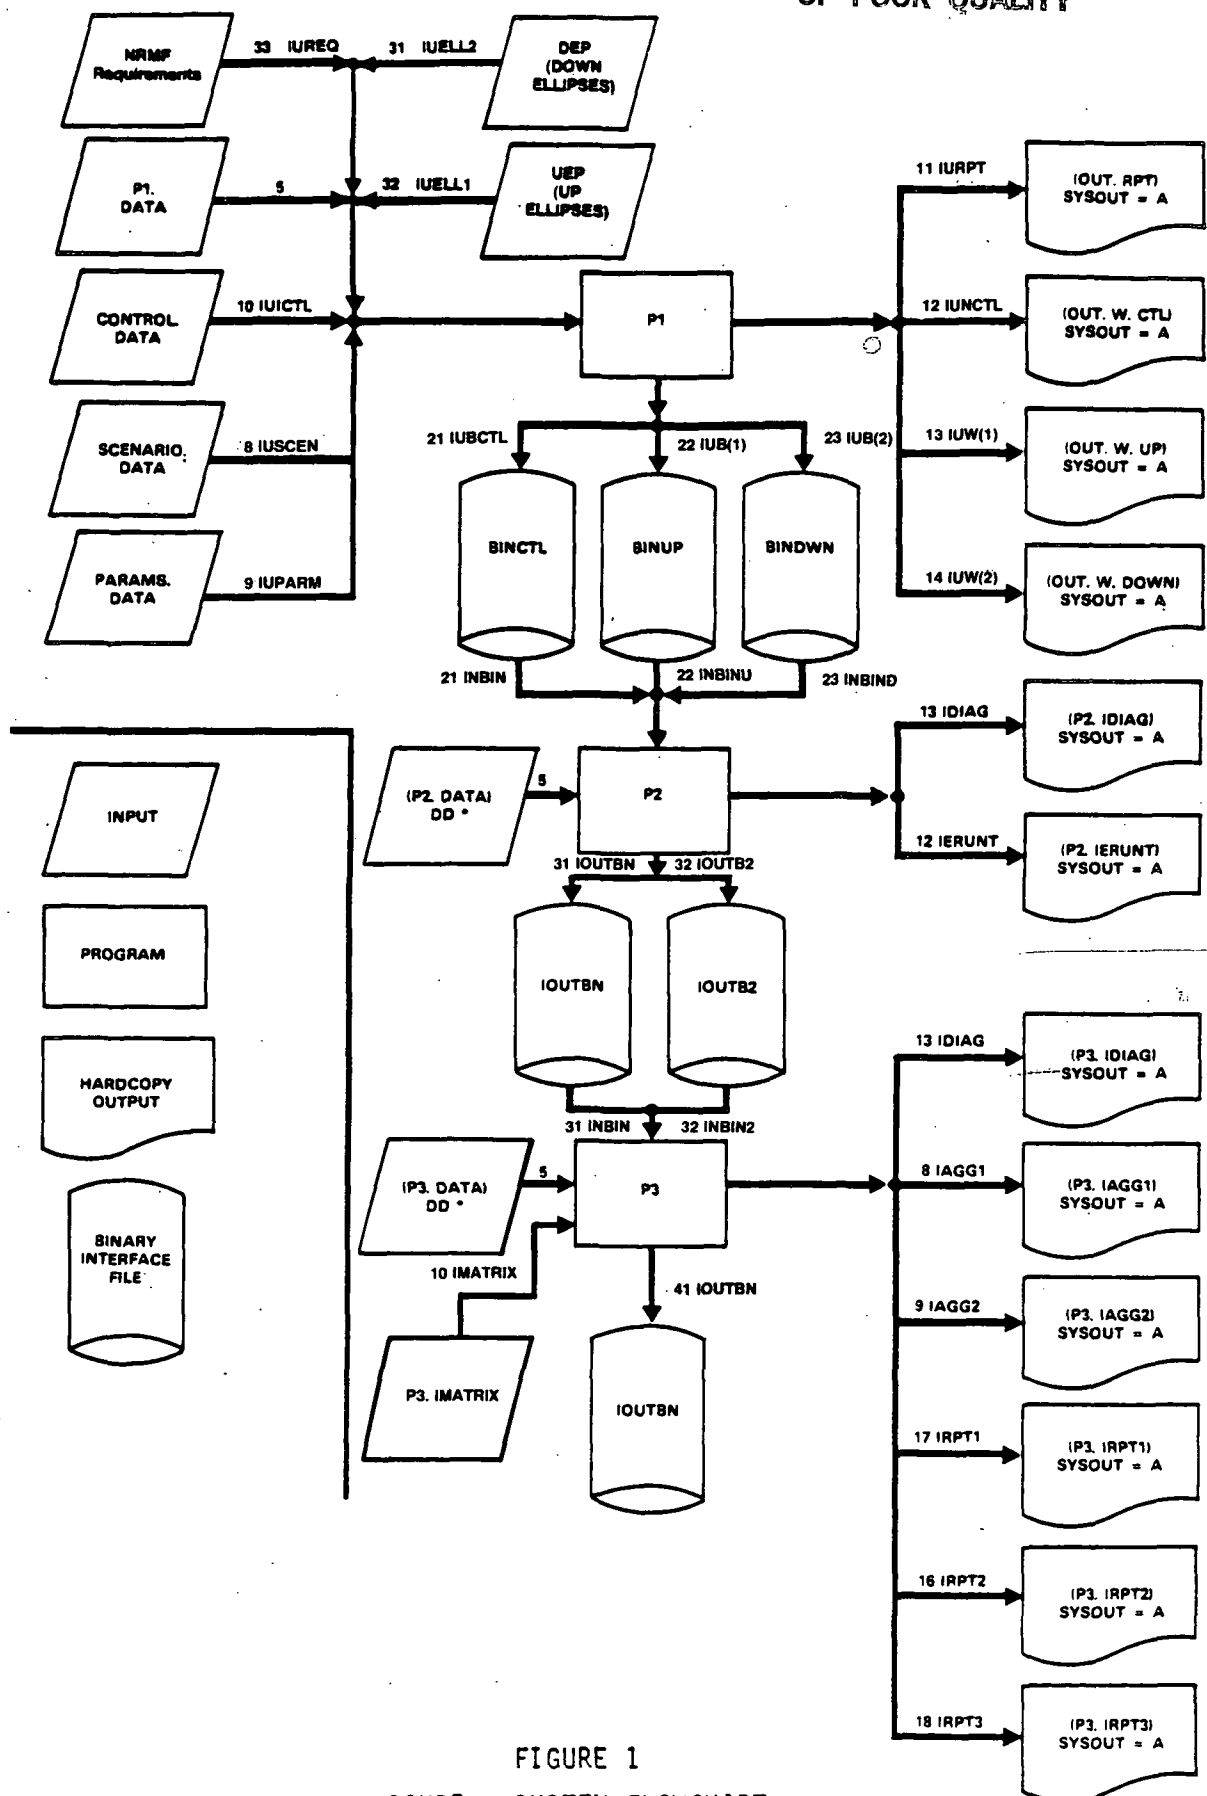 OF POOR QUALITY
NRMF
Requirements
33 IUREQ
31 IUELL2
DEP
(DOWN
ELLIPSES)
P1.
DATA
5
32 IUELL1
UEP
(UP
ELLIPSES)
CONTROL
DATA
10 IUICTL
P1
SCENARIO.
DATA
8 IUSCEN
PARAMS.
DATA
9 IUPARM
11 IURPT
(OUT. RPT)
SYSOUT = A
12 IUNCTL
(OUT. W. CTL)
SYSOUT = A
13 IUW(1)
(OUT. W. UP)
SYSOUT = A
14 IUW(2)
(OUT. W. DOWN)
SYSOUT = A
21 IUBCTL
22 IUB(1)
23 IUB(2)
BINCTL
BINUP
BINDWN
21 INBIN
22 INBINU
23 INBIND
(P2. DATA)
DD *
5
P2
13 IDIAG
(P2. IDIAG)
SYSOUT = A
12 IERUNT
(P2. IERUNT)
SYSOUT = A
31 IOUTBN
32 IOUTB2
IOUTBN
IOUTB2
31 INBIN
32 INBIN2
(P3. DATA)
DD *
5
P3
10 IMATRIX
P3. IMATRIX
41 IOUTBN
IOUTBN
13 IDIAG
(P3. IDIAG)
SYSOUT = A
8 IAGG1
(P3. IAGG1)
SYSOUT = A
9 IAGG2
(P3. IAGG2)
SYSOUT = A
17 IRPT1
(P3. IRPT1)
SYSOUT = A
16 IRPT2
(P3. IRPT2)
SYSOUT = A
18 IRPT3
(P3. IRPT3)
SYSOUT = A
INPUT
PROGRAM
HARDCOPY
OUTPUT
BINARY
INTERFACE
FILE
FIGURE 1
SYSTEM FLOWCHART